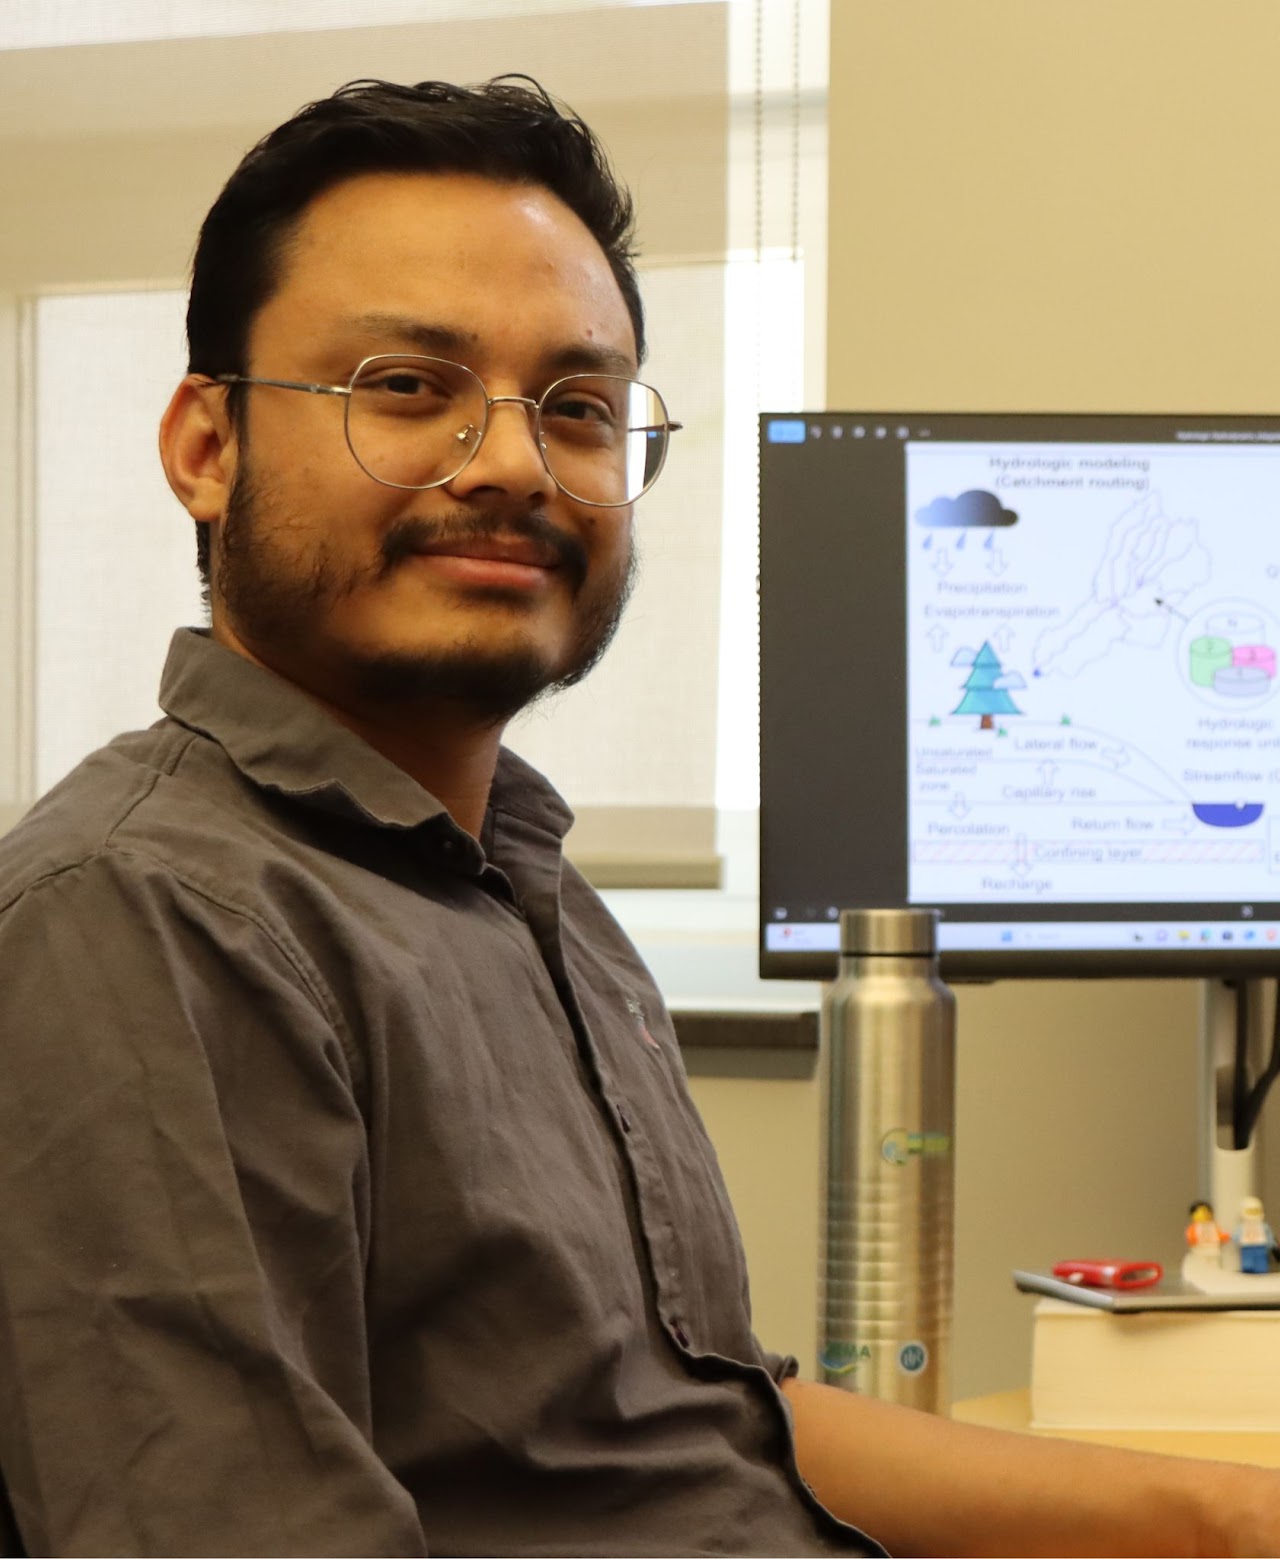 Hydrologic modeling
(Catchment routing)
Precipitation
Evapotranspiration
Hydrologic
Lateral flow
Unsaturated
response
Saturated
zone
Streamflow
Capillary rise
Percolation
Return flow
Confining layer
Recharge